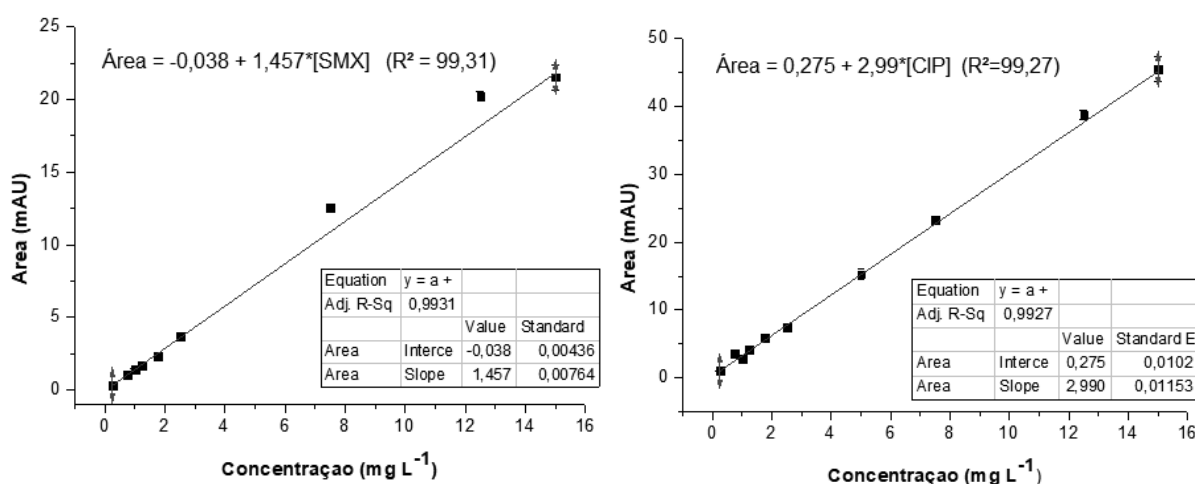 Área = -0,038 + 1,457*[SMX] (R² = 99,31)
Area (mAU)
25
20
15
10
5
0
Equation y = a +
Adj. R-Sq 0,9931
Value Standard
Area Interce -0,038 0,00436
Area Slope 1,457 0,00764
0 2 4 6 8 10 12 14 16
Concentraçao (mg L⁻¹)
Área = 0,275 + 2,99*[CIP] (R²=99,27)
Area (mAU)
50
40
30
20
10
0
Equation y = a +
Adj. R-Sq 0,9927
Value Standard E
Area Interce 0,275 0,0102
Area Slope 2,990 0,01153
0 2 4 6 8 10 12 14 16
Concentraçao (mg L⁻¹)